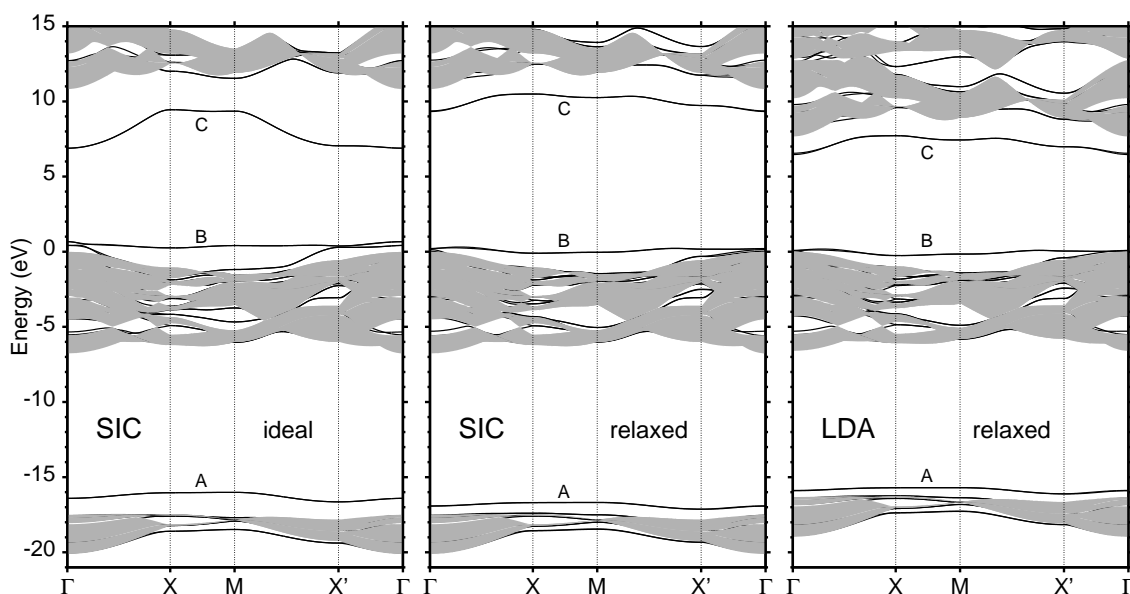 15
10
5
0
-5
-10
-15
-20
Energy (eV)
C
B
SIC ideal
A
Γ X M X' Γ
C
B
SIC relaxed
A
Γ X M X' Γ
C
B
LDA relaxed
A
Γ X M X' Γ